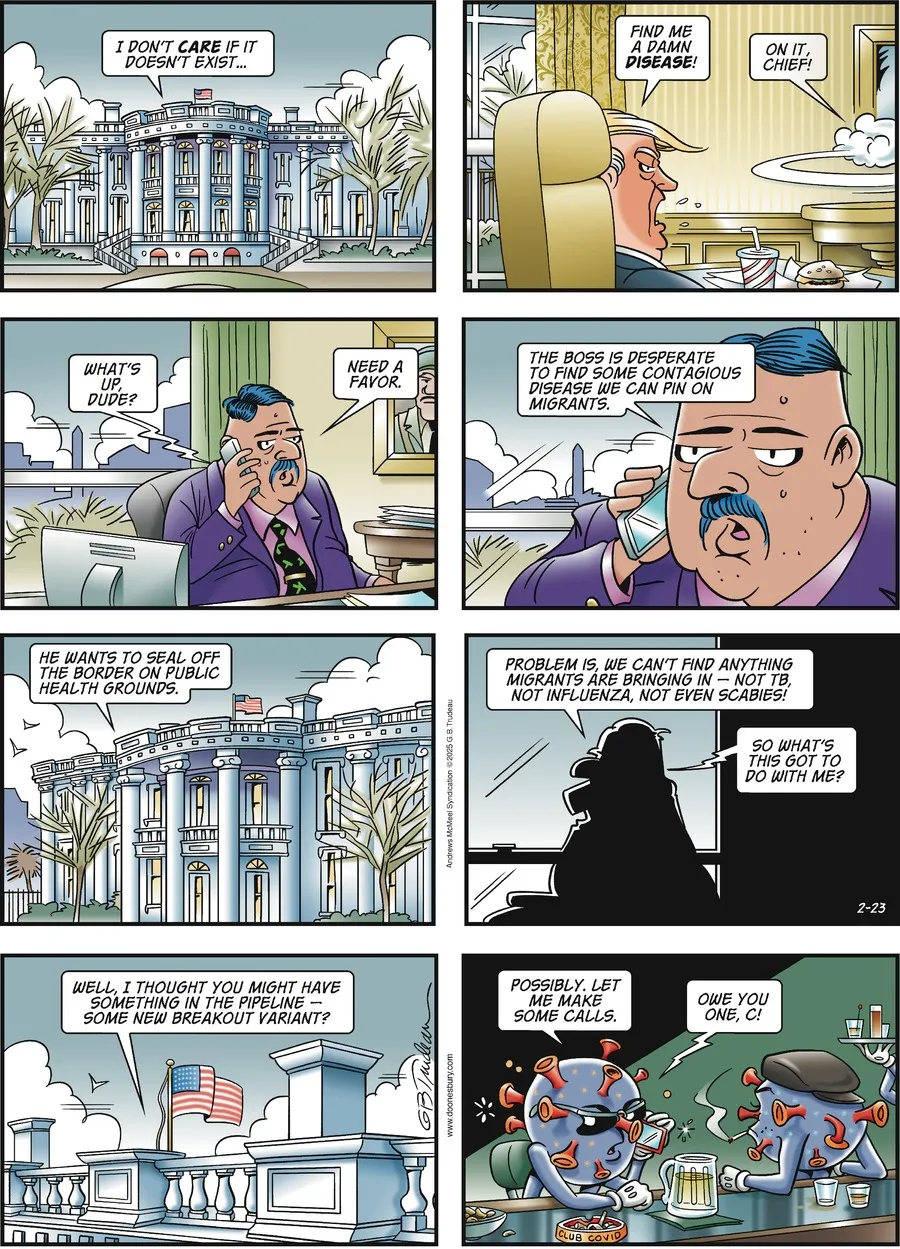 I DON'T CARE IF IT
DOESN'T EXIST...
FIND ME
A DAMN
DISEASE!
ON IT,
CHIEF!
WHAT'S
UP,
DUDE?
NEED A
FAVOR.
THE BOSS IS DESPERATE
TO FIND SOME CONTAGIOUS
DISEASE WE CAN PIN ON
MIGRANTS.
HE WANTS TO SEAL OFF
THE BORDER ON PUBLIC
HEALTH GROUNDS.
Andrews McMeel Syndication ©2025 G.B. Trudeau
PROBLEM IS, WE CAN'T FIND ANYTHING
MIGRANTS ARE BRINGING IN — NOT TB,
NOT INFLUENZA, NOT EVEN SCABIES!
SO WHAT'S
THIS GOT TO
DO WITH ME?
2-23
WELL, I THOUGHT YOU MIGHT HAVE
SOMETHING IN THE PIPELINE —
SOME NEW BREAKOUT VARIANT?
GBTrudeau
www.doonesbury.com
POSSIBLY. LET
ME MAKE
SOME CALLS.
OWE YOU
ONE, C!
CLUB COVID